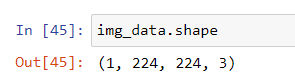 In [45]: img_data.shape
Out[45]: (1, 224, 224, 3)